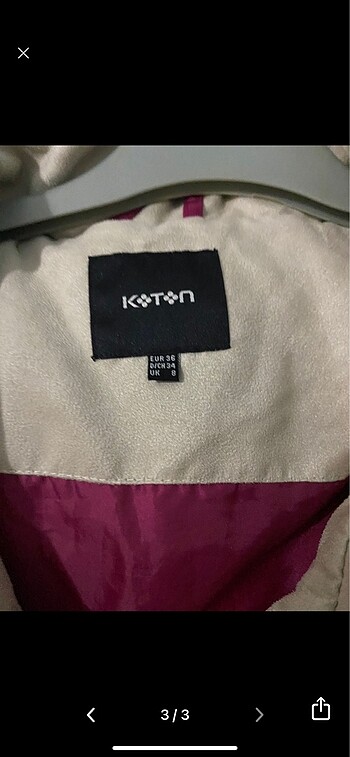 KOTON
EUR 36
D/CH 34
UK 8
3/3